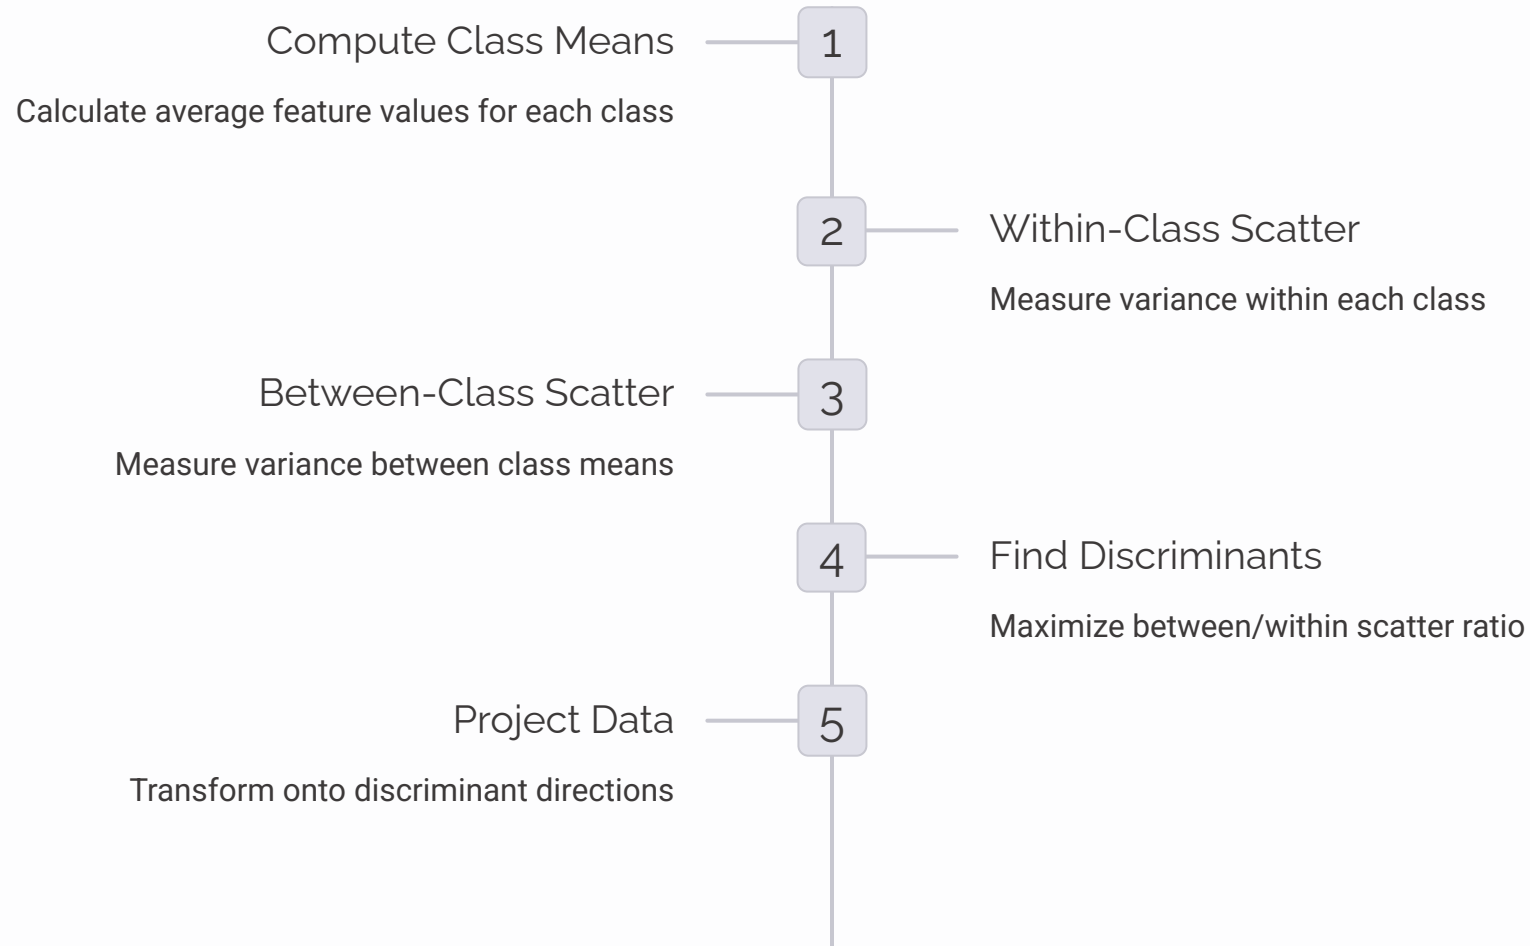 Compute Class Means
1
Calculate average feature values for each class
2
Within-Class Scatter
Measure variance within each class
Between-Class Scatter
3
Measure variance between class means
4
Find Discriminants
Maximize between/within scatter ratio
Project Data
5
Transform onto discriminant directions